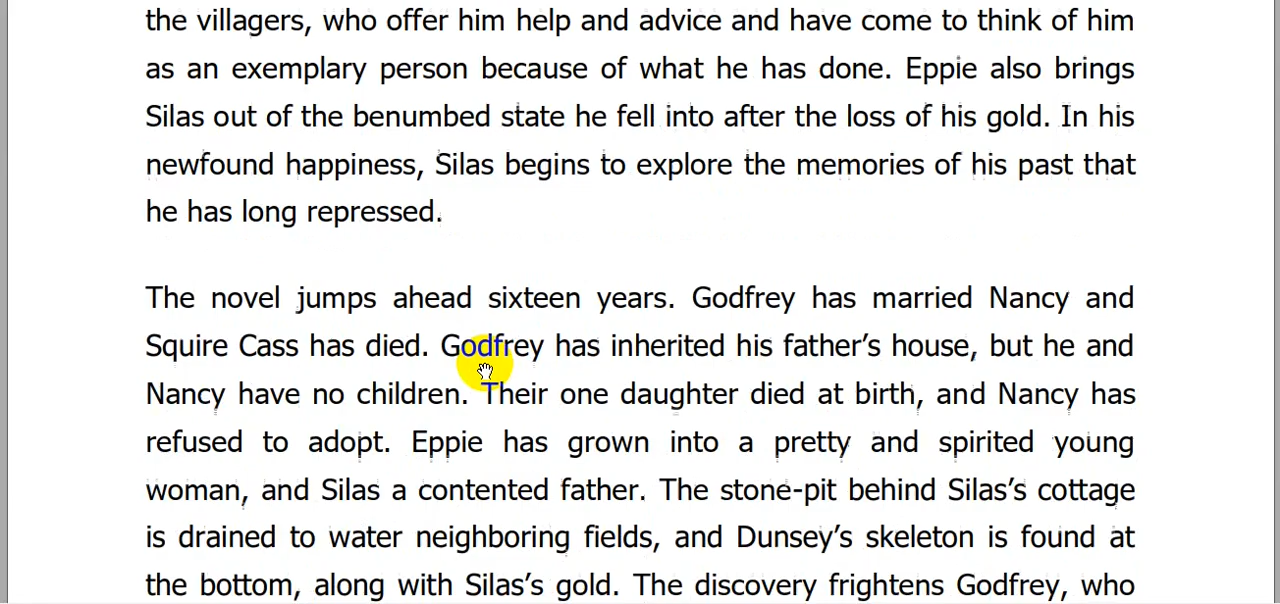 the villagers, who offer him help and advice and have come to think of him
as an exemplary person because of what he has done. Eppie also brings
Silas out of the benumbed state he fell into after the loss of his gold. In his
newfound happiness, Silas begins to explore the memories of his past that
he has long repressed.
The novel jumps ahead sixteen years. Godfrey has married Nancy and
Squire Cass has died. Godfrey has inherited his father’s house, but he and
Nancy have no children. Their one daughter died at birth, and Nancy has
refused to adopt. Eppie has grown into a pretty and spirited young
woman, and Silas a contented father. The stone-pit behind Silas’s cottage
is drained to water neighboring fields, and Dunsey’s skeleton is found at
the bottom, along with Silas’s gold. The discovery frightens Godfrey, who